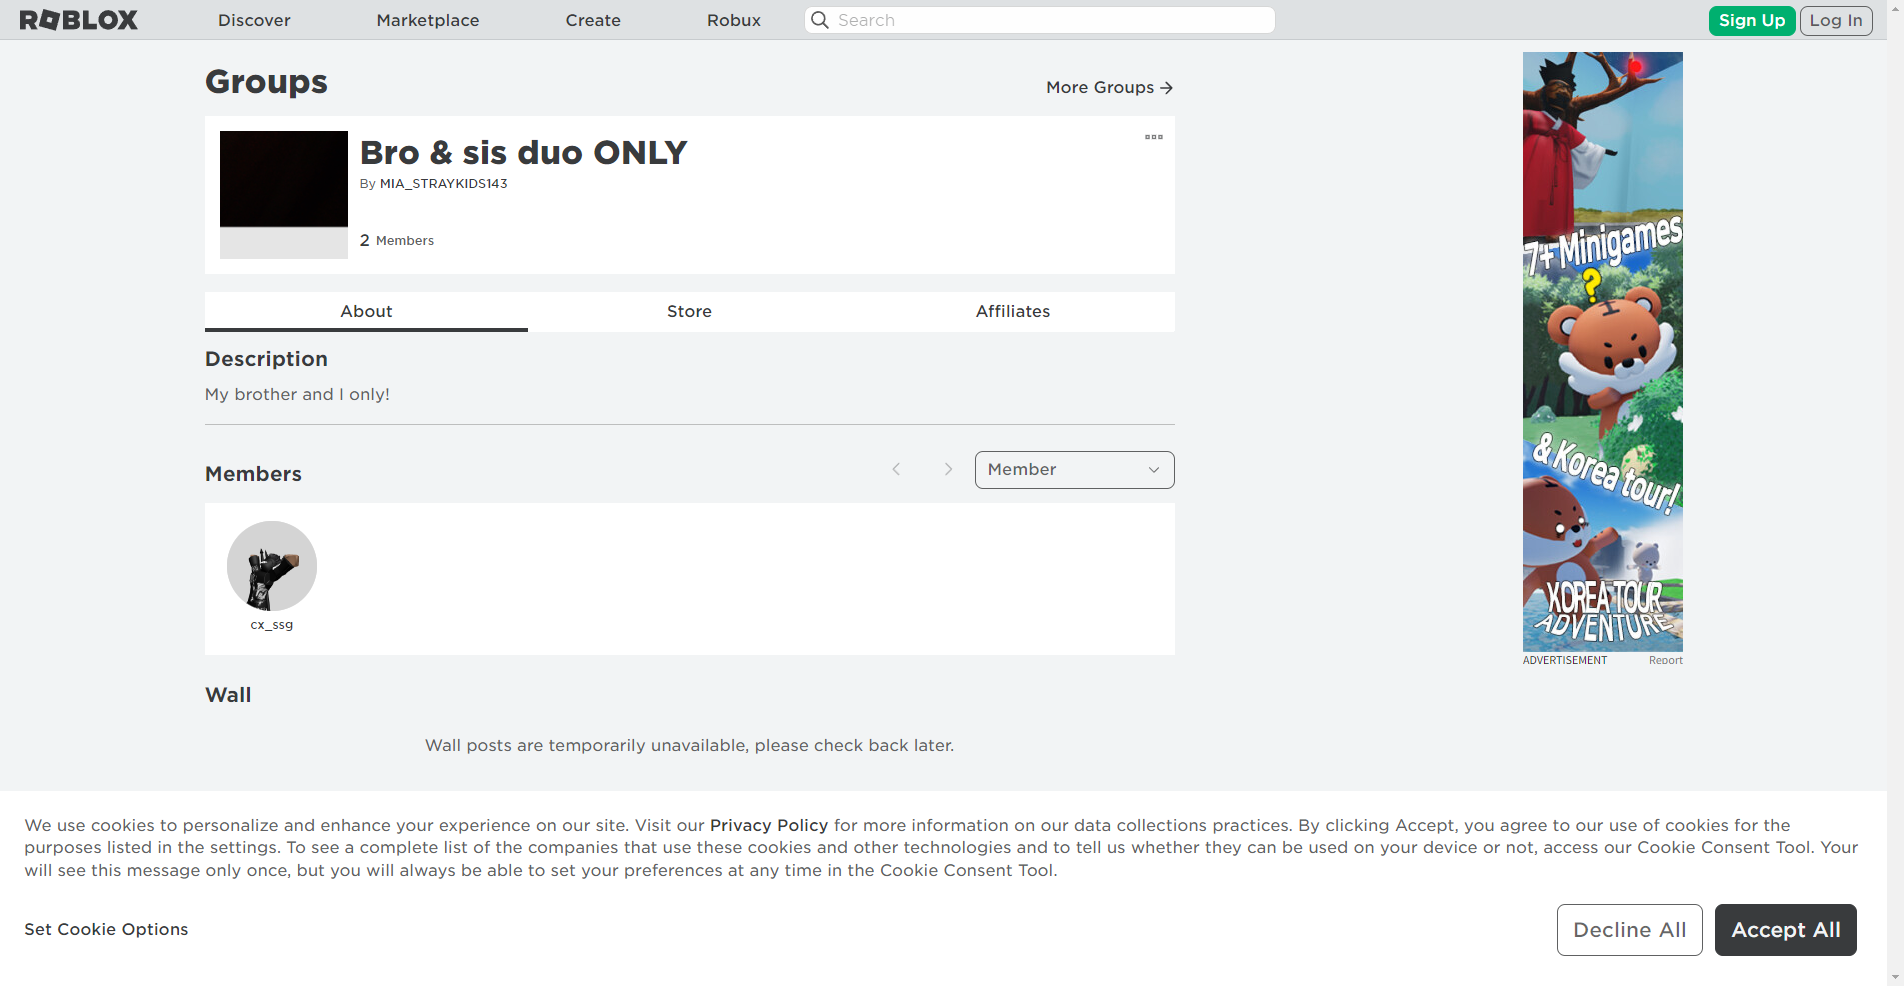 ROBLOX
Discover
Marketplace
Create
Robux
Search
Sign Up
Log In
Groups
More Groups
Bro & sis duo ONLY
By MIA_STRAYKIDS143
2 Members
About
Store
Affiliates
Description
My brother and I only!
Members
Member
cx_ssg
Wall
Wall posts are temporarily unavailable, please check back later.
7+ Minigames
?
& Korea tour!
KOREA TOUR
ADVENTURE
ADVERTISEMENT
Report
We use cookies to personalize and enhance your experience on our site. Visit our Privacy Policy for more information on our data collections practices. By clicking Accept, you agree to our use of cookies for the
purposes listed in the settings. To see a complete list of the companies that use these cookies and other technologies and to tell us whether they can be used on your device or not, access our Cookie Consent Tool. Your
will see this message only once, but you will always be able to set your preferences at any time in the Cookie Consent Tool.
Set Cookie Options
Decline All
Accept All